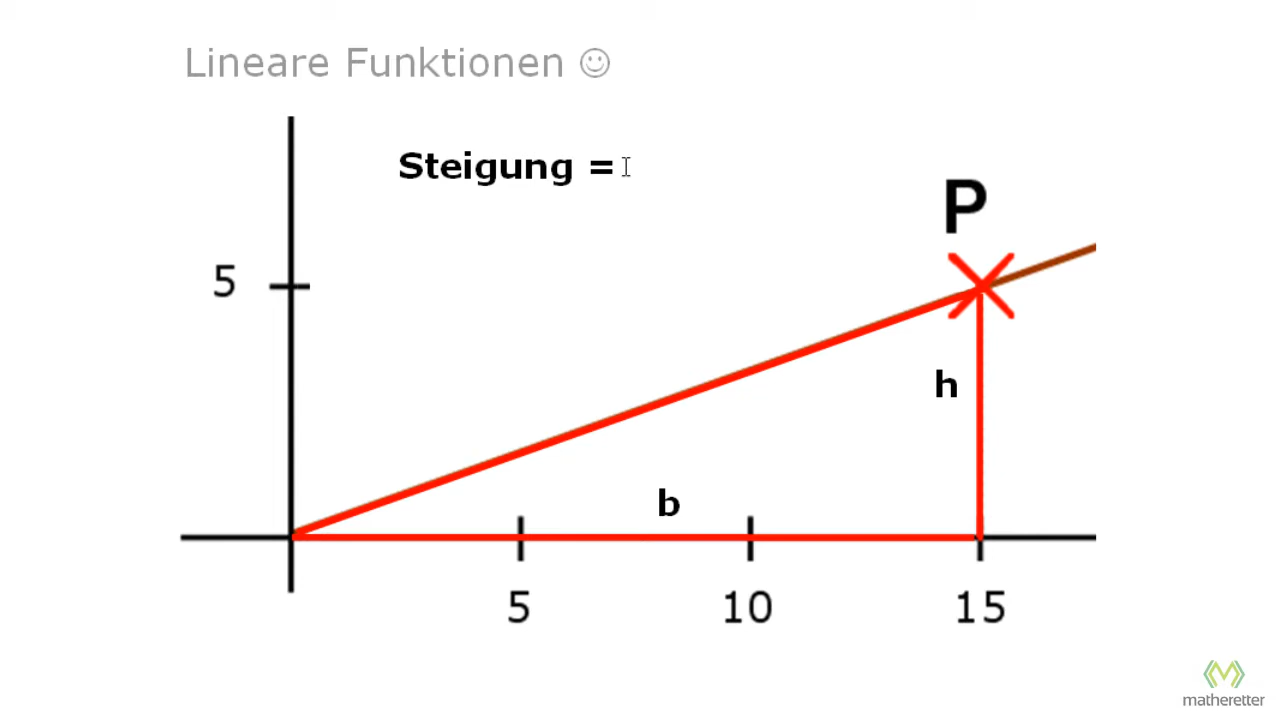 Lineare Funktionen ☺
Steigung =
P
5
h
b
5 10 15
matheretter